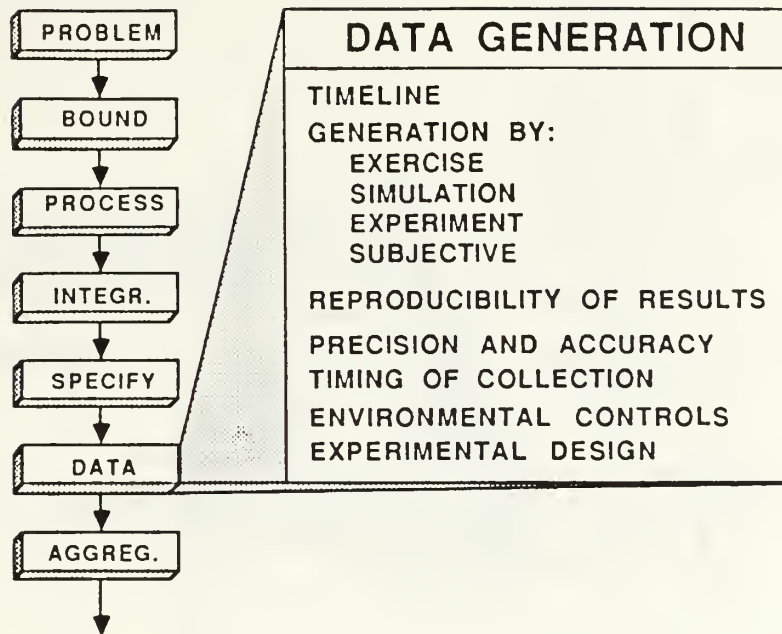 PROBLEM
BOUND
PROCESS
INTEGR.
SPECIFY
DATA
AGGREG.
DATA GENERATION
TIMELINE
GENERATION BY:
EXERCISE
SIMULATION
EXPERIMENT
SUBJECTIVE
REPRODUCIBILITY OF RESULTS
PRECISION AND ACCURACY
TIMING OF COLLECTION
ENVIRONMENTAL CONTROLS
EXPERIMENTAL DESIGN